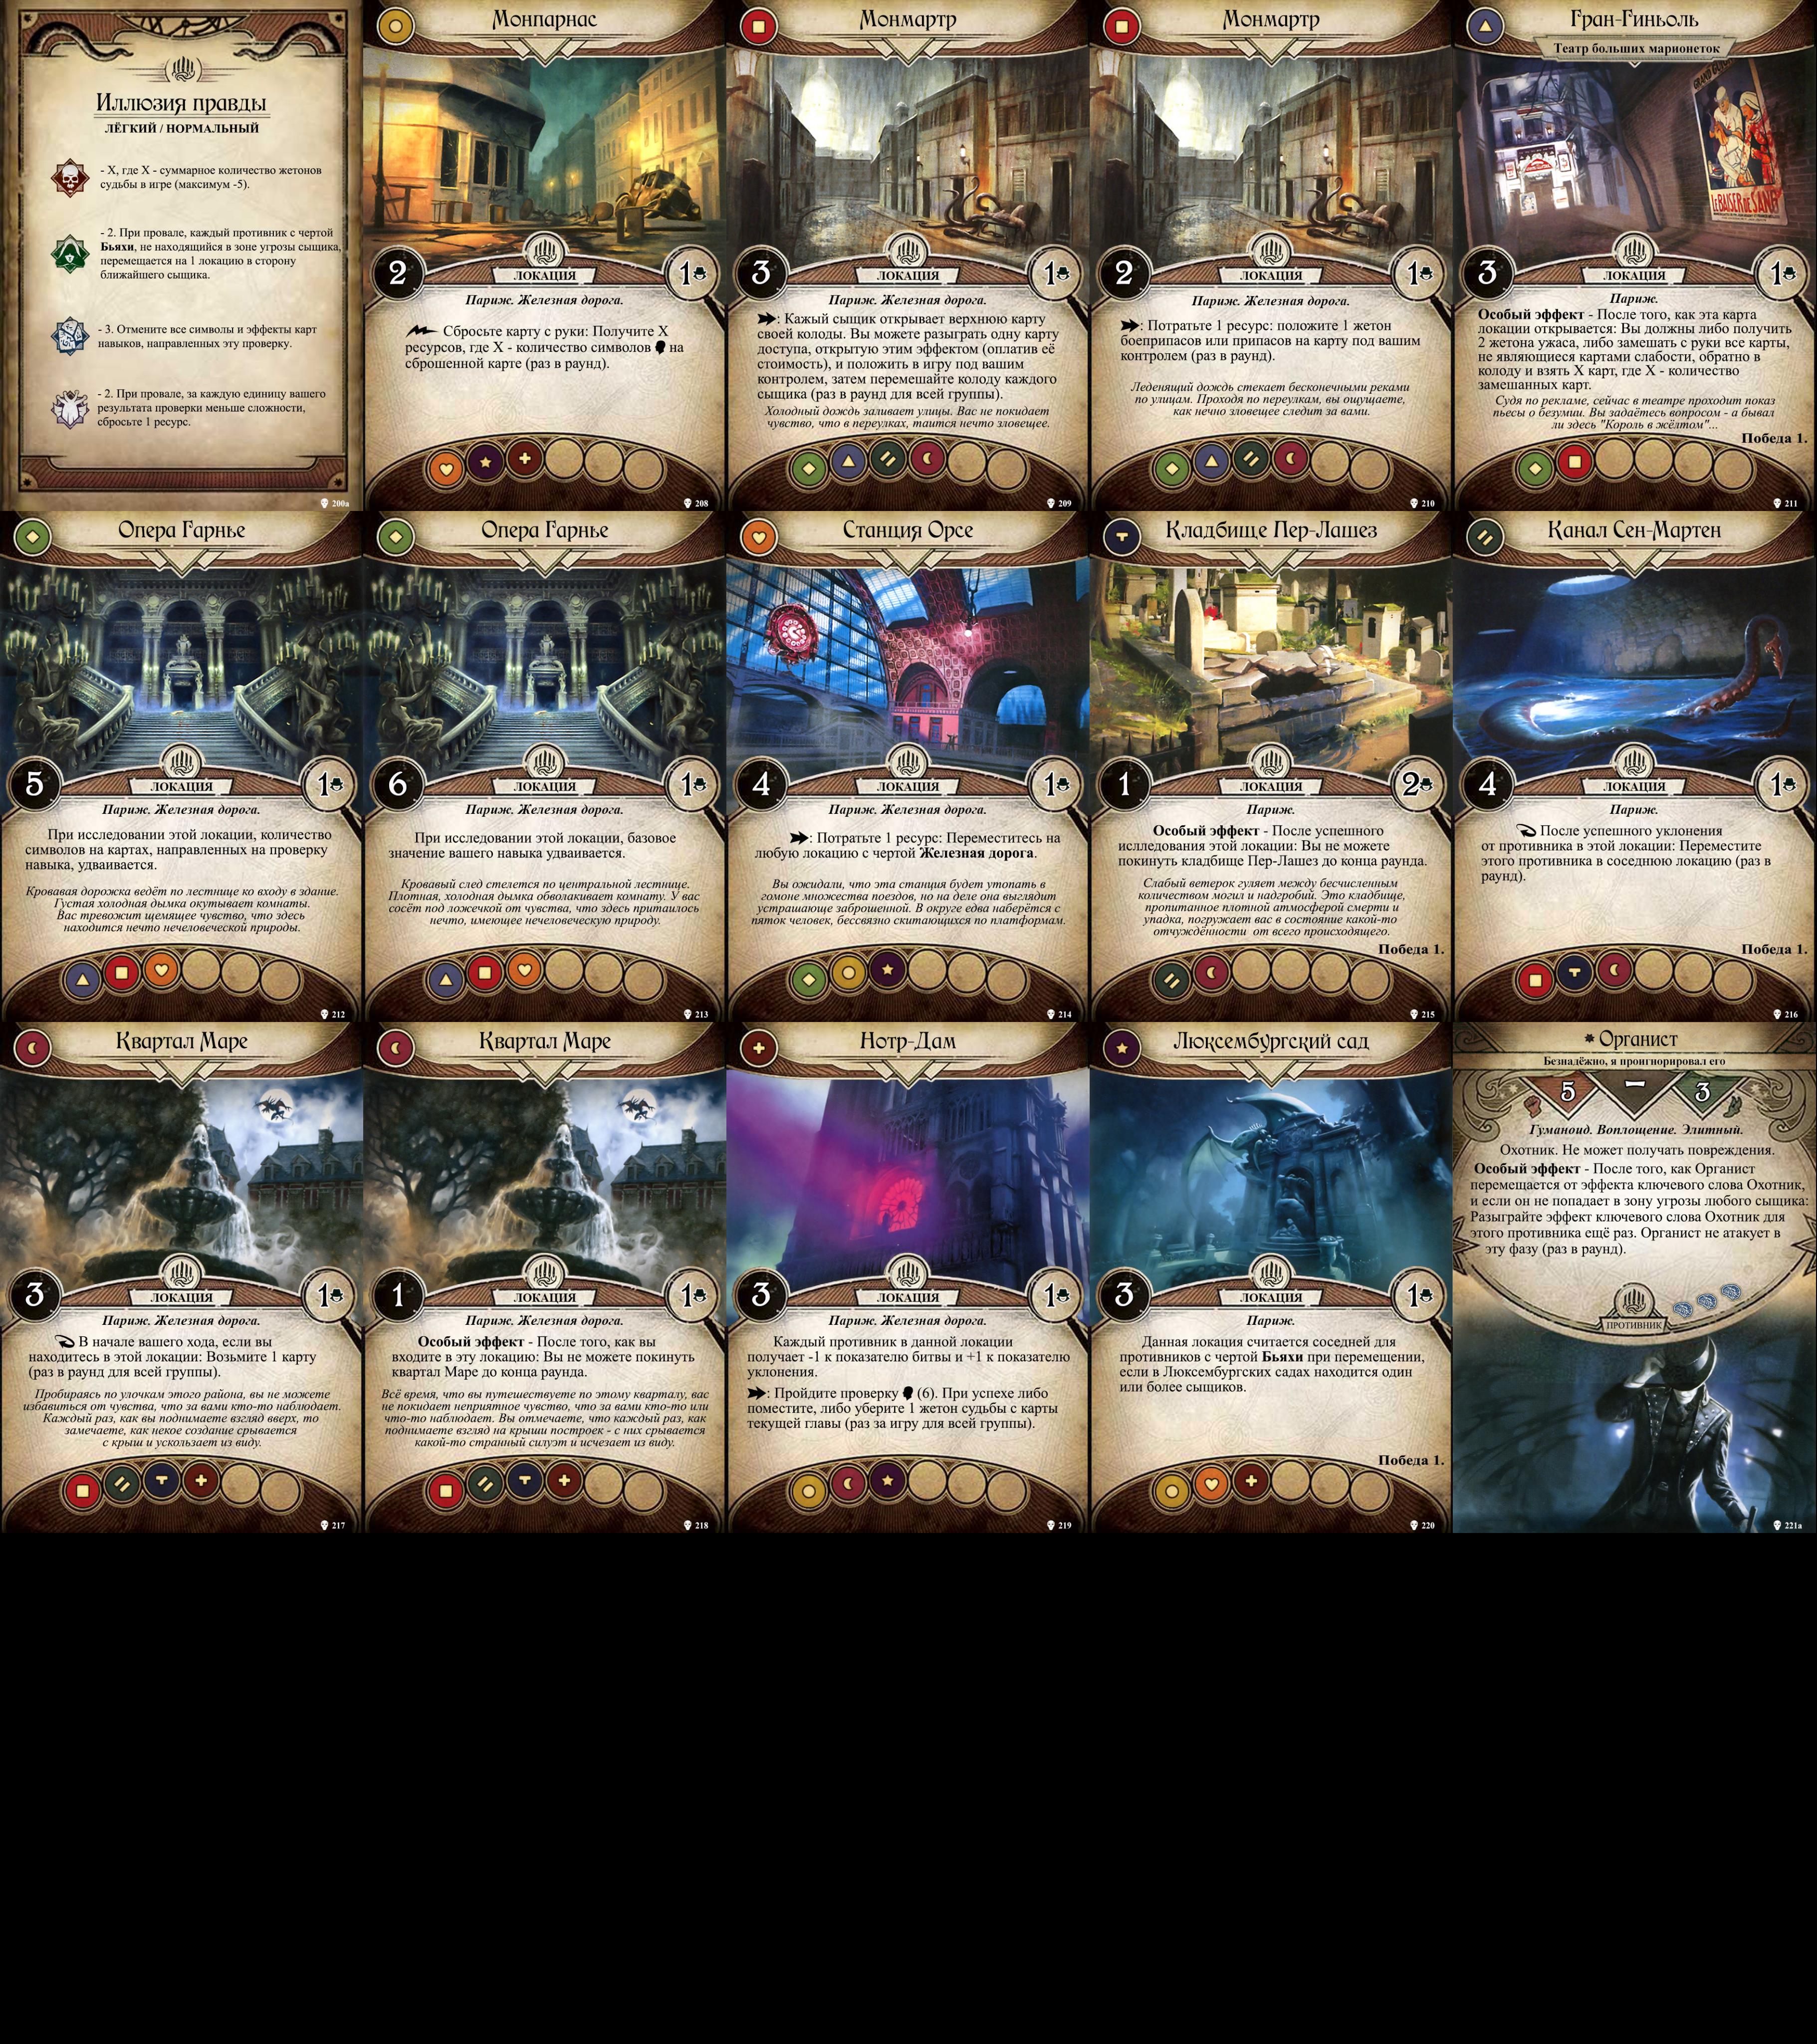 Иллюзия правды
ЛЁГКИЙ / НОРМАЛЬНЫЙ
- X, где X - суммарное количество жетонов
судьбы в игре (максимум -5).
- 2. При провале, каждый противник с чертой
Бьяхи, не находящийся в зоне угрозы сыщика,
перемещается на 1 локацию в сторону
ближайшего сыщика.
- 3. Отмените все символы и эффекты карт
навыков, направленных эту проверку.
- 2. При провале, за каждую единицу вашего
результата проверки меньше сложности,
сбросьте 1 ресурс.
200a
Монпарнас
2
ЛОКАЦИЯ
1
Париж. Железная дорога.
Сбросьте карту с руки: Получите X
ресурсов, где X - количество символов на
сброшенной карте (раз в раунд).
208
Монмартр
3
ЛОКАЦИЯ
1
Париж. Железная дорога.
: Кажый сыщик открывает верхнюю карту
своей колоды. Вы можете разыграть одну карту
доступа, открытую этим эффектом (оплатив её
стоимость), и положить в игру под вашим
контролем, затем перемешайте колоду каждого
сыщика (раз в раунд для всей группы).
Холодный дождь заливает улицы. Вас не покидает
чувство, что в переулках, таится нечто зловещее.
209
Монмартр
2
ЛОКАЦИЯ
1
Париж. Железная дорога.
: Потратьте 1 ресурс: положите 1 жетон
боеприпасов или припасов на карту под вашим
контролем (раз в раунд).
Леденящий дождь стекает бесконечными реками
по улицам. Проходя по переулкам, вы ощущаете,
как нечно зловещее следит за вами.
210
Гран-Гиньоль
Театр больших марионеток
GRAND GUIGNOL
LE BAISER DE SANG
3
ЛОКАЦИЯ
1
Париж.
Особый эффект - После того, как эта карта
локации открывается: Вы должны либо получить
2 жетона ужаса, либо замешать с руки все карты,
не являющиеся картами слабости, обратно в
колоду и взять X карт, где X - количество
замешанных карт.
Судя по рекламе, сейчас в театре проходит показ
пьесы о безумии. Вы задаётесь вопросом - а бывал
ли здесь "Король в жёлтом"...
Победа 1.
211
Опера Гарнье
5
ЛОКАЦИЯ
1
Париж. Железная дорога.
При исследовании этой локации, количество
символов на картах, направленных на проверку
навыка, удваивается.
Кровавая дорожка ведёт по лестнице ко входу в здание.
Густая холодная дымка окутывает комнаты.
Вас тревожит щемящее чувство, что здесь
находится нечто нечеловеческой природы.
212
Опера Гарнье
6
ЛОКАЦИЯ
1
Париж. Железная дорога.
При исследовании этой локации, базовое
значение вашего навыка удваивается.
Кровавый след стелется по центральной лестнице.
Плотная, холодная дымка обволакивает комнату. У вас
сосёт под ложечкой от чувства, что здесь притаилось
нечто, имеющее нечеловеческую природу.
213
Станция Орсе
4
ЛОКАЦИЯ
1
Париж. Железная дорога.
: Потратьте 1 ресурс: Переместитесь на
любую локацию с чертой Железная дорога.
Вы ожидали, что эта станция будет утопать в
гомоне множества поездов, но на деле она выглядит
устрашающе заброшенной. В округе едва наберётся с
пяток человек, бессвязно скитающихся по платформам.
214
Кладбище Пер-Лашез
1
ЛОКАЦИЯ
2
Париж.
Особый эффект - После успешного
ислледования этой локации: Вы не можете
покинуть кладбище Пер-Лашез до конца раунда.
Слабый ветерок гуляет между бесчисленным
количеством могил и надгробий. Это кладбище,
пропитанное плотной атмосферой смерти и
упадка, погружает вас в состояние какой-то
отчуждённости от всего происходящего.
Победа 1.
215
Канал Сен-Мартен
4
ЛОКАЦИЯ
1
Париж.
После успешного уклонения
от противника в этой локации: Переместите
этого противника в соседнюю локацию (раз в
раунд).
Победа 1.
216
Квартал Маре
3
ЛОКАЦИЯ
1
Париж. Железная дорога.
В начале вашего хода, если вы
находитесь в этой локации: Возьмите 1 карту
(раз в раунд для всей группы).
Пробираясь по улочкам этого района, вы не можете
избавиться от чувства, что за вами кто-то наблюдает.
Каждый раз, как вы поднимаете взгляд вверх, то
замечаете, как некое создание срывается
с крыш и ускользает из виду.
217
Квартал Маре
1
ЛОКАЦИЯ
1
Париж. Железная дорога.
Особый эффект - После того, как вы
входите в эту локацию: Вы не можете покинуть
квартал Маре до конца раунда.
Всё время, что вы путешествуете по этому кварталу, вас
не покидает неприятное чувство, что за вами кто-то или
что-то наблюдает. Вы отмечаете, что каждый раз, как
поднимаете взгляд на крыши построек - с них срывается
какой-то странный силуэт и исчезает из виду.
218
Нотр-Дам
3
ЛОКАЦИЯ
1
Париж. Железная дорога.
Каждый противник в данной локации
получает -1 к показателю битвы и +1 к показателю
уклонения.
: Пройдите проверку (6). При успехе либо
поместите, либо уберите 1 жетон судьбы с карты
текущей главы (раз за игру для всей группы).
219
Люксембургский сад
3
ЛОКАЦИЯ
1
Париж.
Данная локация считается соседней для
противников с чертой Бьяхи при перемещении,
если в Люксембургских садах находится один
или более сыщиков.
Победа 1.
220
Органист
Безнадёжно, я проигнорировал его
5 – 3
Гуманоид. Воплощение. Элитный.
Охотник. Не может получать повреждения.
Особый эффект - После того, как Органист
перемещается от эффекта ключевого слова Охотник,
и если он не попадает в зону угрозы любого сыщика:
Разыграйте эффект ключевого слова Охотник для
этого противника ещё раз. Органист не атакует в
эту фазу (раз в раунд).
ПРОТИВНИК
221a